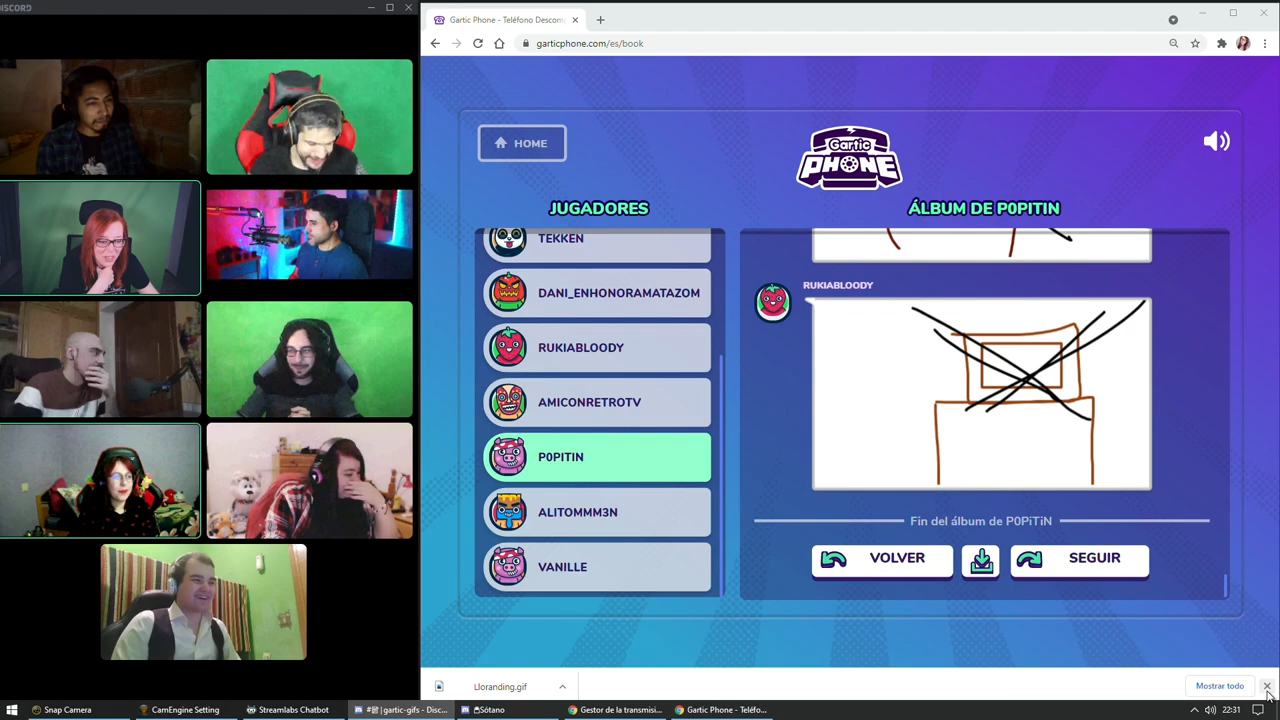 DISCORD
Gartic Phone - Teléfono Descom
garticphone.com/es/book
HOME
Gartic
PHONE
JUGADORES
ÁLBUM DE P0PITIN
TEKKEN
DANI_ENHONORAMATAZOM
RUKIABLOODY
AMICONRETROTV
P0PITIN
ALITOMMM3N
VANILLE
RUKIABLOODY
Fin del álbum de P0PiTiN
VOLVER
SEGUIR
Lloranding.gif
Mostrar todo
Snap Camera
CamEngine Setting
Streamlabs Chatbot
gartic-gifs - Disc...
Sótano
Gestor de la transmisi...
Gartic Phone - Teléfo...
22:31